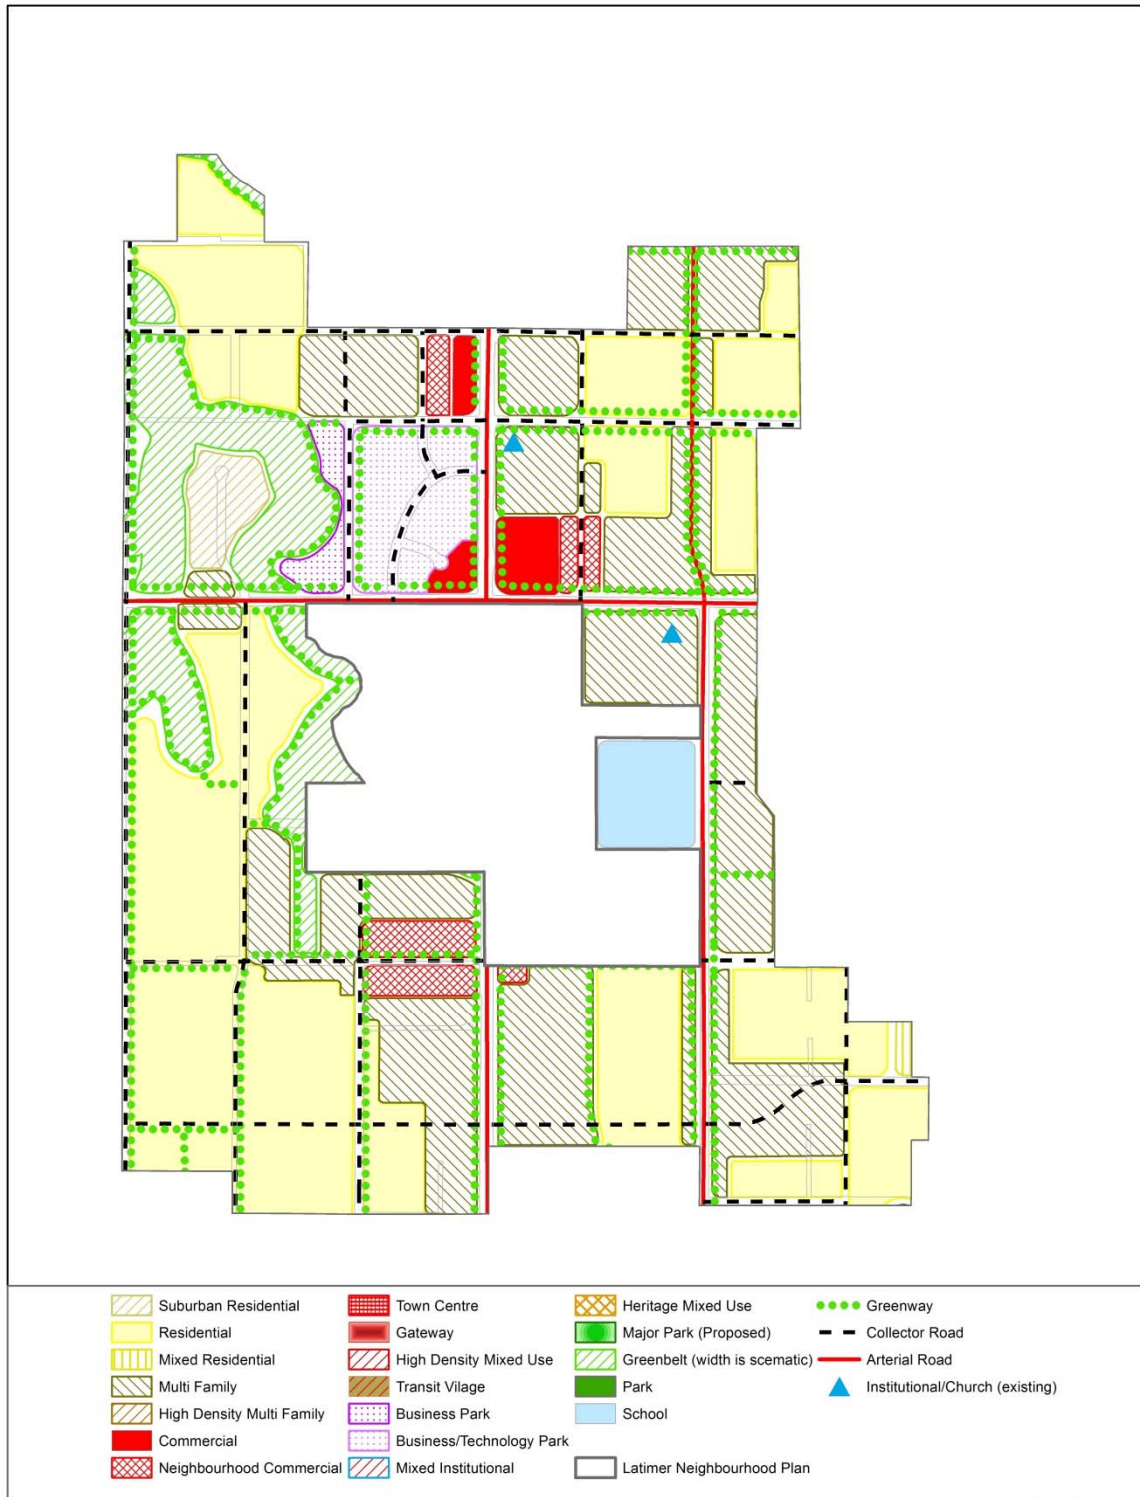 Suburban Residential
Residential
Mixed Residential
Multi Family
High Density Multi Family
Commercial
Neighbourhood Commercial
Town Centre
Gateway
High Density Mixed Use
Transit Vilage
Business Park
Business/Technology Park
Mixed Institutional
Heritage Mixed Use
Major Park (Proposed)
Greenbelt (width is scematic)
Park
School
Latimer Neighbourhood Plan
Greenway
Collector Road
Arterial Road
Institutional/Church (existing)